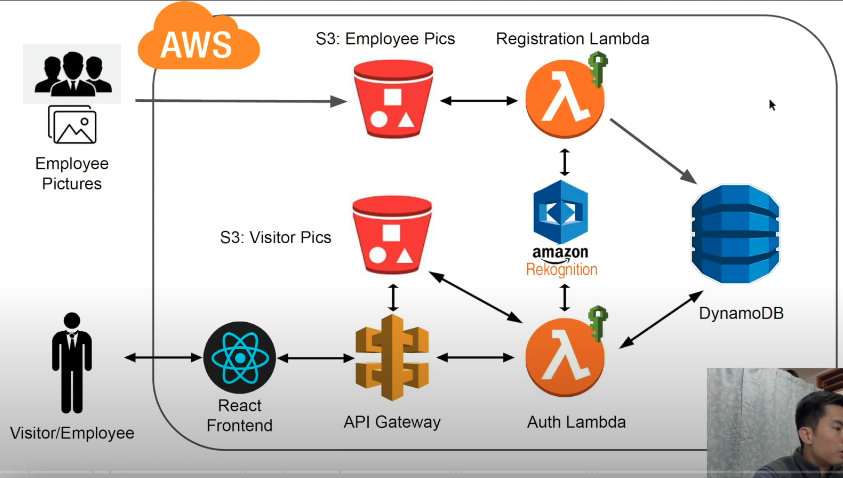 AWS
S3: Employee Pics
Registration Lambda
Employee
Pictures
S3: Visitor Pics
amazon
Rekognition
DynamoDB
React
Frontend
API Gateway
Auth Lambda
Visitor/Employee